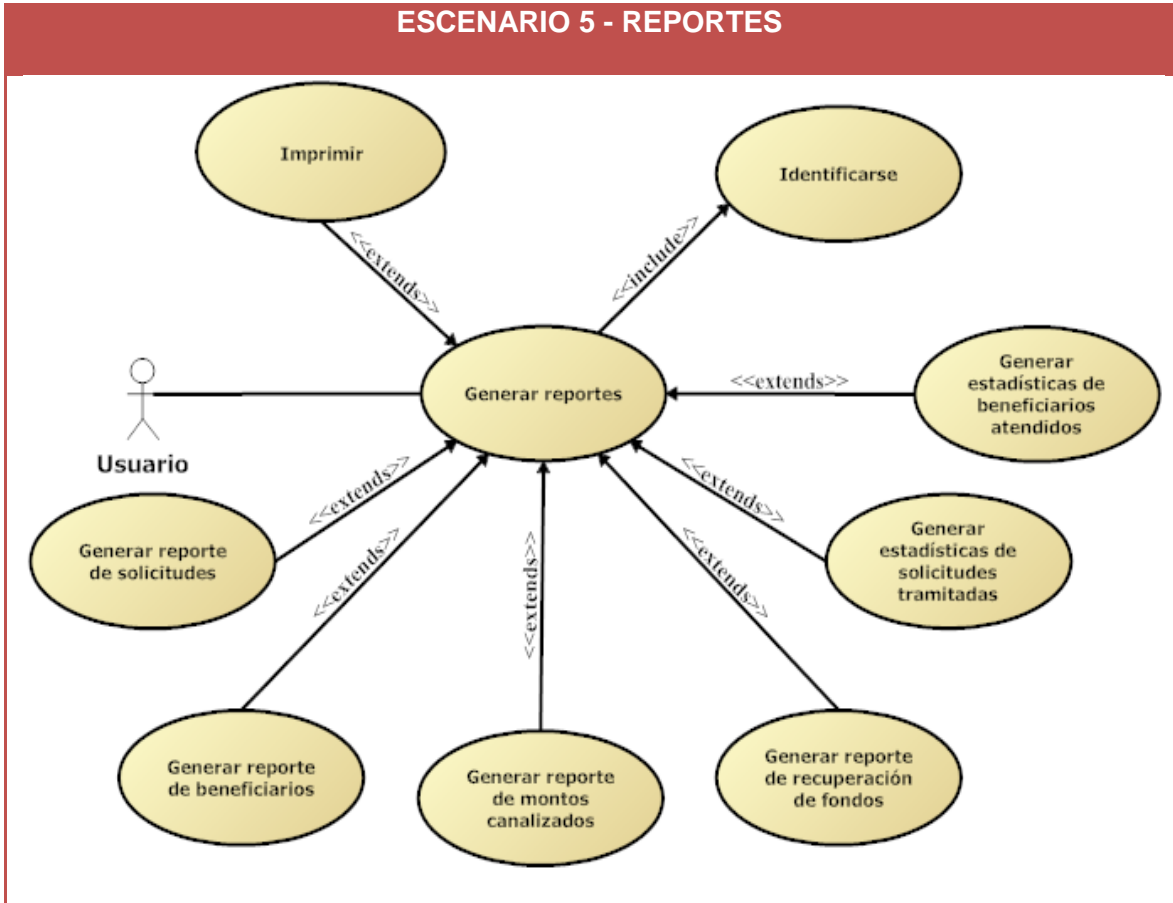 ESCENARIO 5 - REPORTES
Imprimir
Identificarse
<<extends>>
<<include>>
Generar reportes
<<extends>>
Generar
estadísticas de
beneficiarios
atendidos
Usuario
<<extends>>
<<extends>>
Generar reporte
de solicitudes
<<extends>>
<<extends>>
<<extends>>
Generar
estadísticas de
solicitudes
tramitadas
Generar reporte
de beneficiarios
Generar reporte
de montos
canalizados
Generar reporte
de recuperación
de fondos